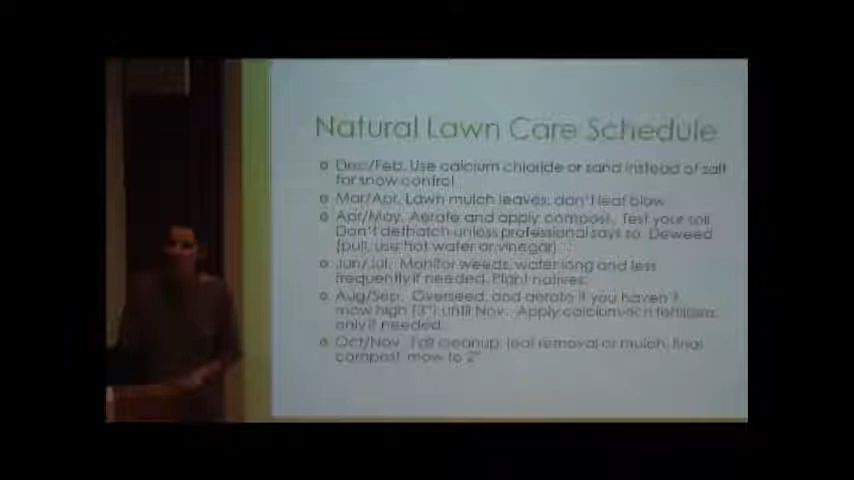 Natural Lawn Care Schedule
Dec/Feb. Use calcium chloride or sand instead of salt
for snow control
Mar/Apr. Lawn mulch leaves, don't leaf blow
Apr/May. Aerate and apply compost. Test your soil.
Don't dethatch unless professional says so. Deweed
(pull, use hot water or vinegar)
Jun/Jul. Monitor weeds, water long and less
frequently if needed. Plant natives.
Aug/Sep. Overseed, and aerate if you haven't
mow high (3") until Nov. Apply calcium-rich fertilizer
only if needed.
Oct/Nov. Fall cleanup, leaf removal or mulch, final
compost, mow to 2"